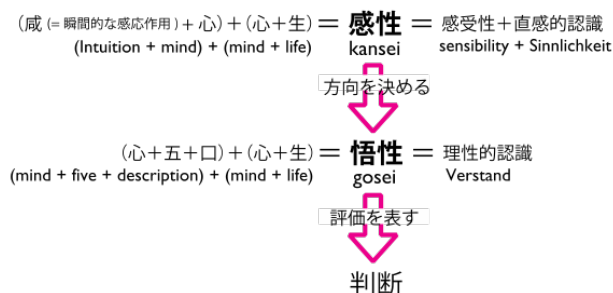 (咸 (= 瞬間的な感応作用 ) + 心) + (心+生) = 感性 = 感受性+直感的認識
(Intuition + mind) + (mind + life) kansei sensibility + Sinnlichkeit
方向を決める
(心+五+口) + (心+生) = 悟性 = 理性的認識
(mind + five + description) + (mind + life) gosei Verstand
評価を表す
判断